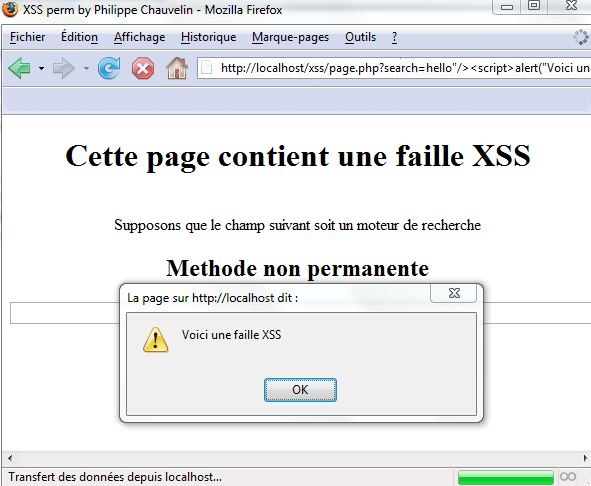 XSS perm by Philippe Chauvelin - Mozilla Firefox
Fichier Édition Affichage Historique Marque-pages Outils ?
http://localhost/xss/page.php?search=hello"/><script>alert("Voici un
Cette page contient une faille XSS
Supposons que le champ suivant soit un moteur de recherche
Methode non permanente
La page sur http://localhost dit :
Voici une faille XSS
OK
Transfert des données depuis localhost...